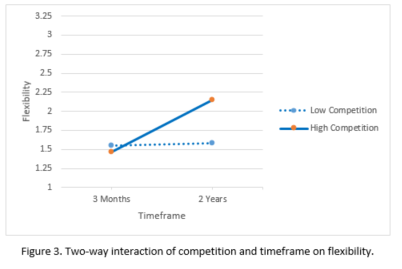 3.25
3
2.75
2.5
2.25
2
1.75
1.5
1.25
1
Flexibility
3 Months
2 Years
Timeframe
Low Competition
High Competition
Figure 3. Two-way interaction of competition and timeframe on flexibility.